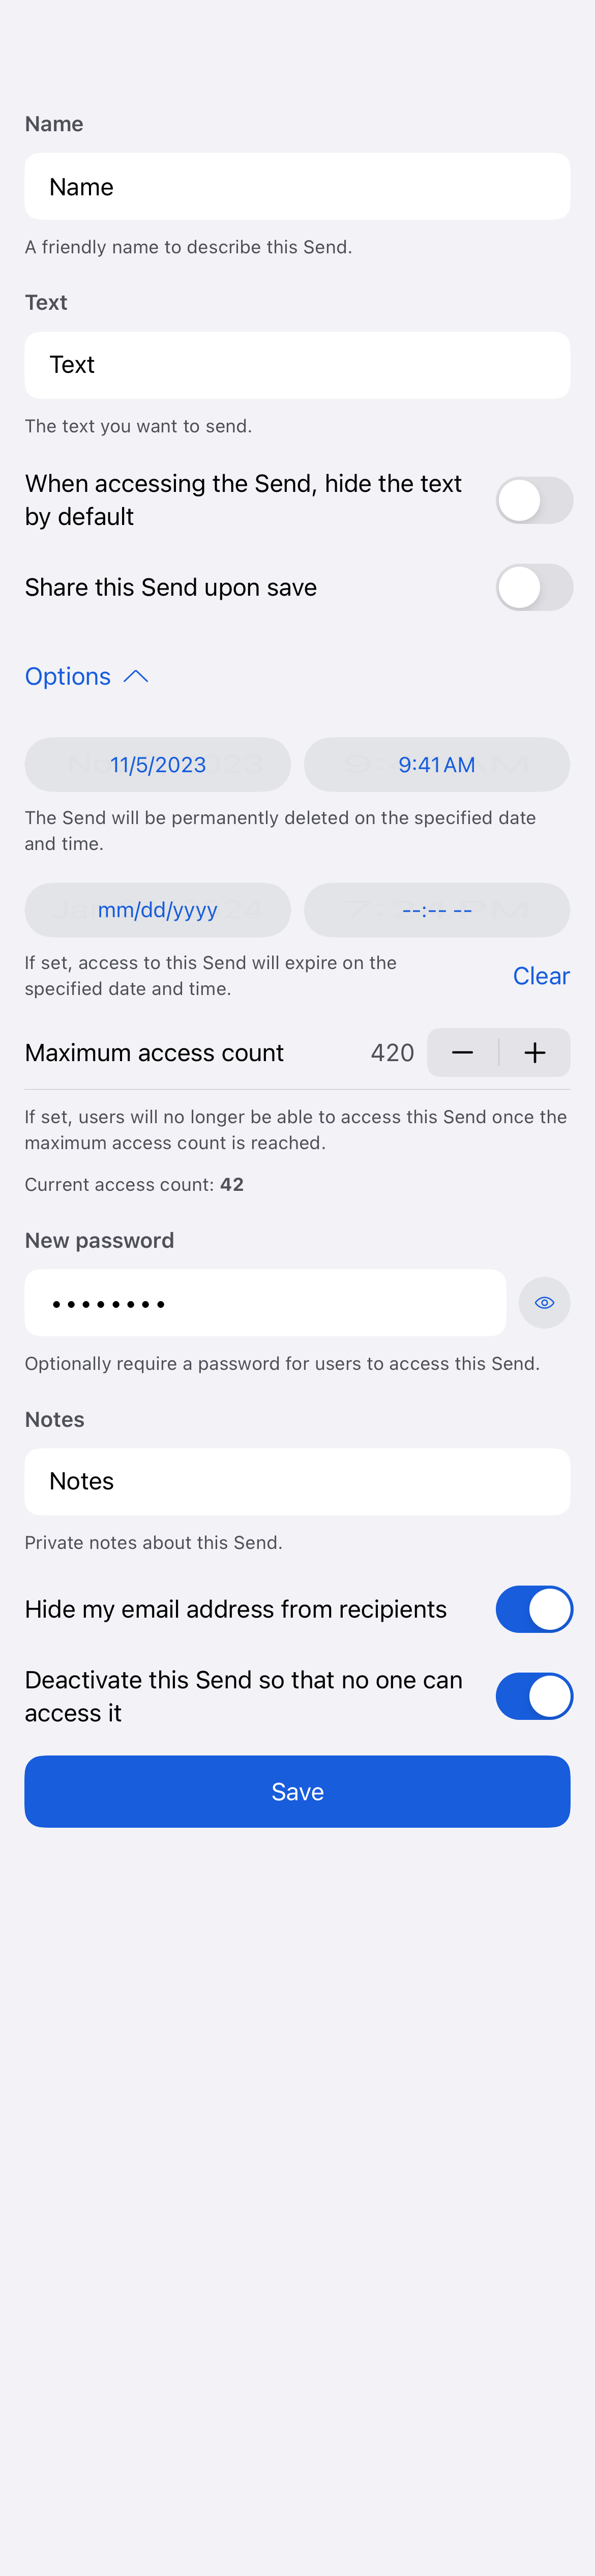 Name
Name
A friendly name to describe this Send.
Text
Text
The text you want to send.
When accessing the Send, hide the text
by default
Share this Send upon save
Options
11/5/2023 9:41 AM
The Send will be permanently deleted on the specified date
and time.
mm/dd/yyyy --:-- --
If set, access to this Send will expire on the
specified date and time.
Clear
Maximum access count 420
If set, users will no longer be able to access this Send once the
maximum access count is reached.
Current access count: 42
New password
••••••••
Optionally require a password for users to access this Send.
Notes
Notes
Private notes about this Send.
Hide my email address from recipients
Deactivate this Send so that no one can
access it
Save